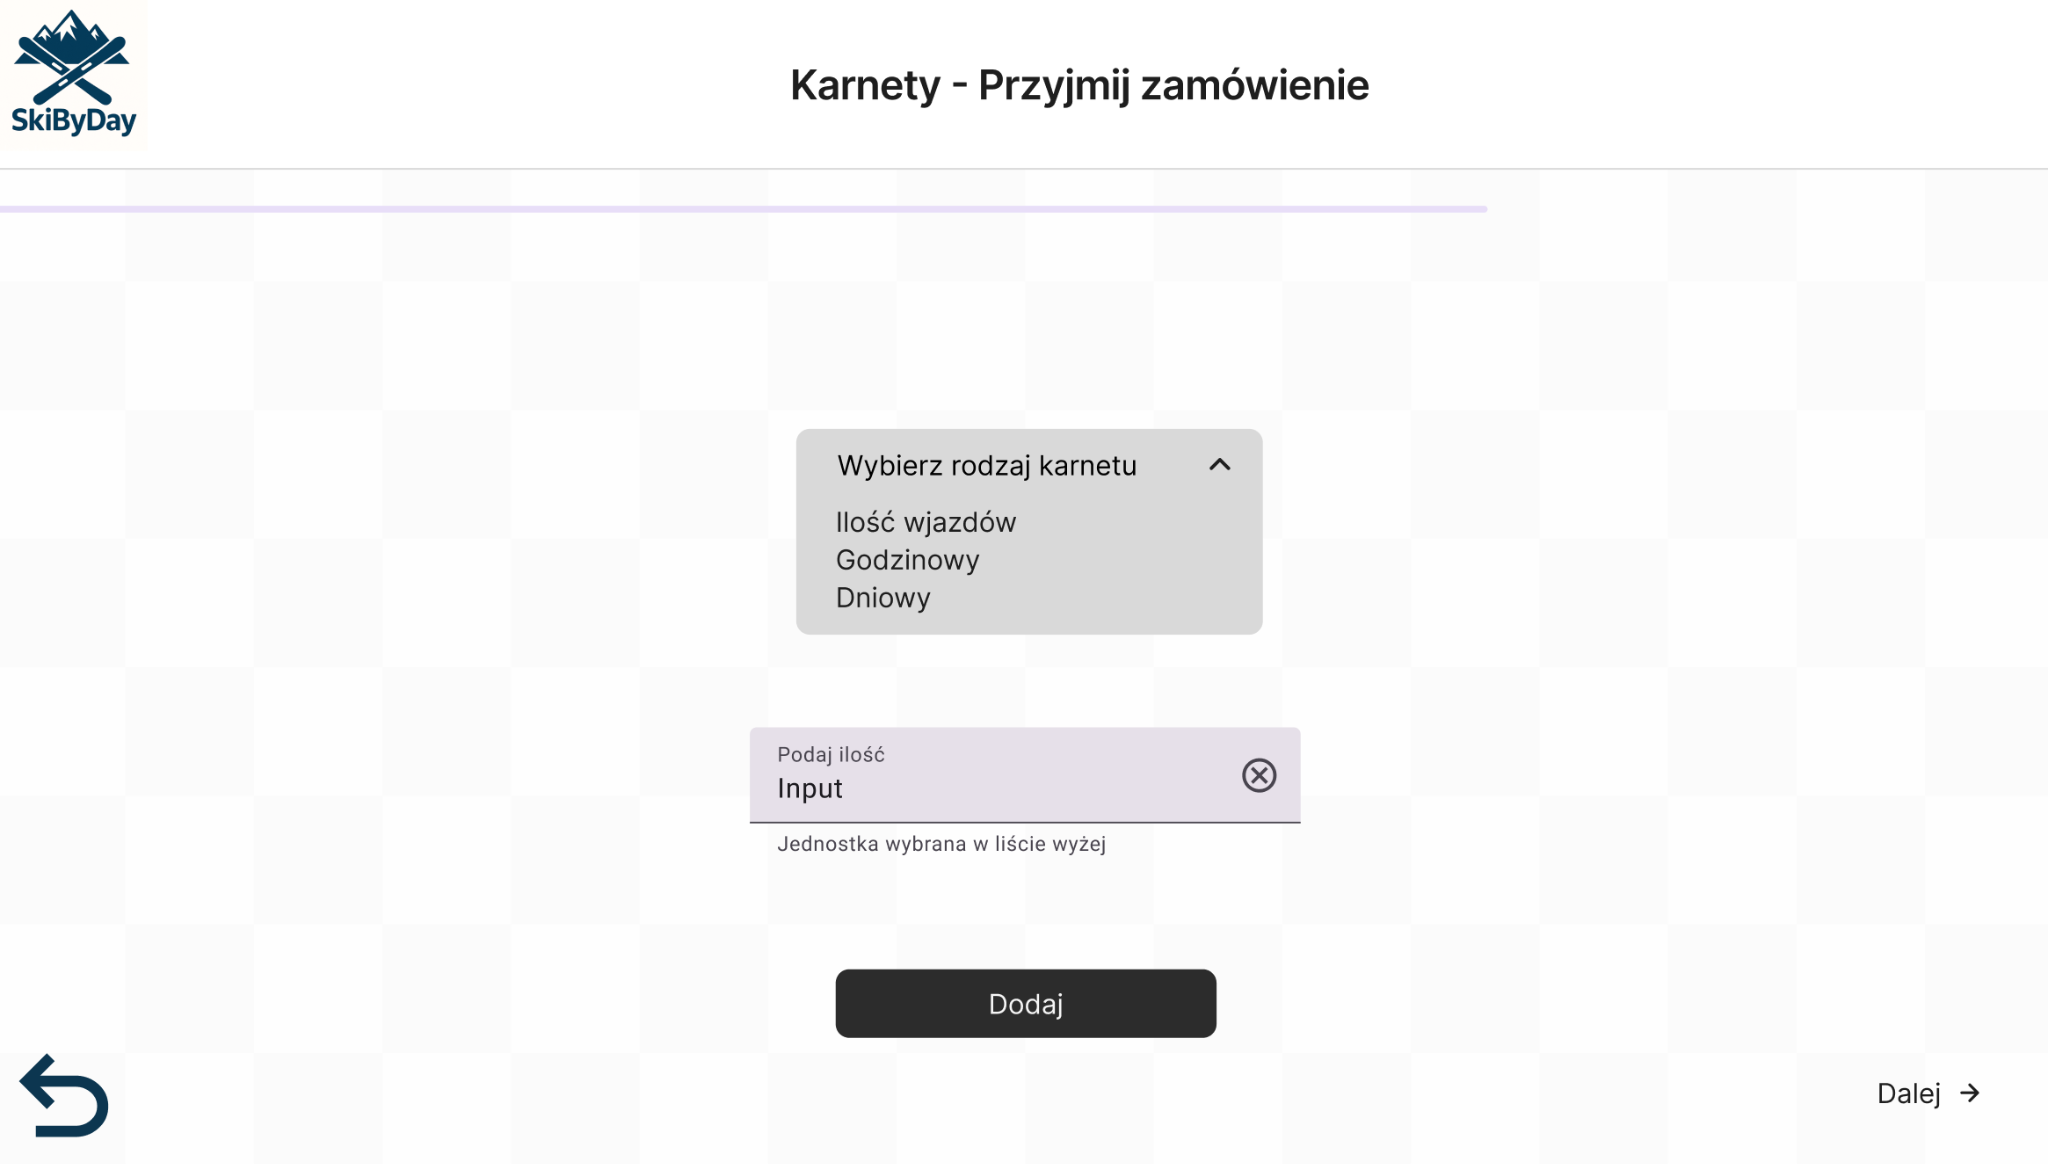 SkiByDay
Karnety - Przyjmij zamówienie
Wybierz rodzaj karnetu
Ilość wjazdów
Godzinowy
Dniowy
Podaj ilość
Input
Jednostka wybrana w liście wyżej
Dodaj
Dalej